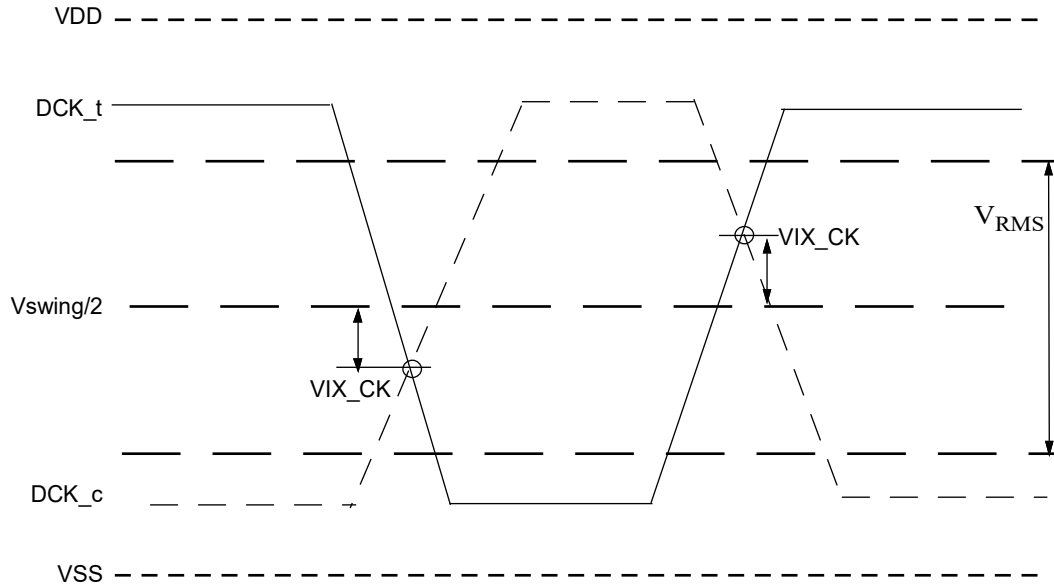 VDD
DCK_t
VRMS
VIX_CK
Vswing/2
VIX_CK
DCK_c
VSS